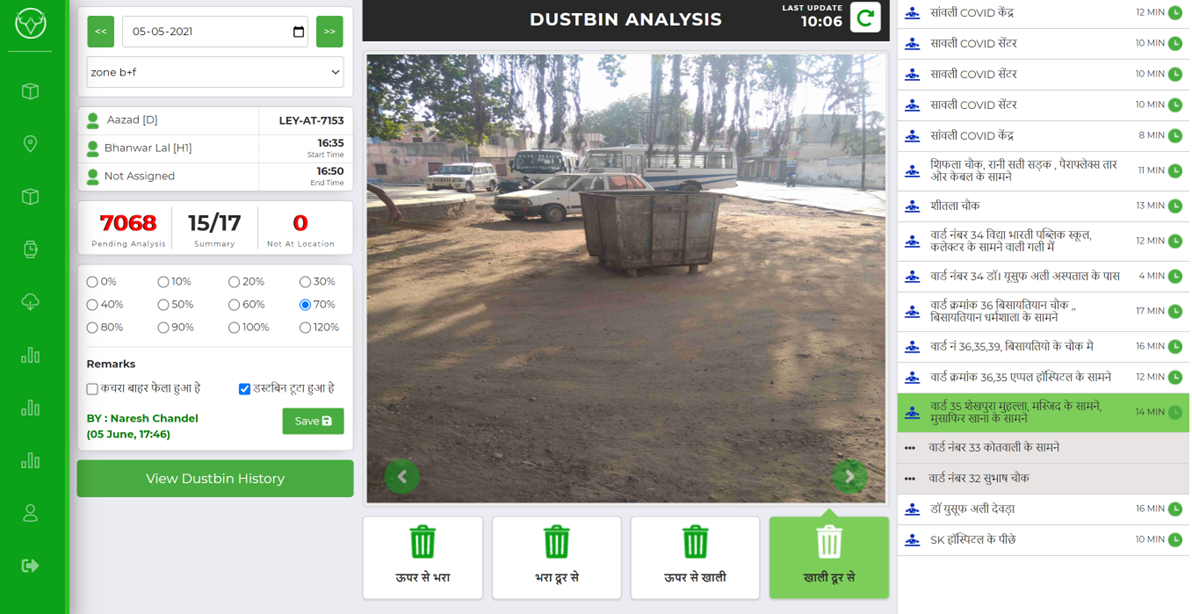 << 05-05-2021 >>
zone b+f
Aazad [D] LEY-AT-7153
Bhanwar Lal [H1] 16:35
Start Time
Not Assigned 16:50
End Time
7068 15/17 0
Pending Analysis Summary Not At Location
0% 10% 20% 30%
40% 50% 60% 70%
80% 90% 100% 120%
Remarks
कचरा बाहर फेला हुआ हे डस्टबिन टूटा हुआ हे
BY : Naresh Chandel
(05 June, 17:46)
Save
View Dustbin History
DUSTBIN ANALYSIS
LAST UPDATE
10:06
ऊपर से भरा
भरा दूर से
ऊपर से खाली
खाली दूर से
सांवली COVID केंद्र 12 MIN
सावली COVID सेंटर 10 MIN
सावली COVID सेंटर 10 MIN
सावली COVID सेंटर 10 MIN
सावली COVID केंद्र 8 MIN
शिफला चोक, रानी सती सड़क , पैराफ्लेक्स तार
और केबल के सामने 11 MIN
शीतला चोक 13 MIN
वार्ड नंबर 34 विद्या भारती पब्लिक स्कूल,
कलेक्टर के सामने वाली गली में 12 MIN
वार्ड नंबर 34 डॉ। यूसुफ अली अस्पताल के पास 4 MIN
वार्ड क्रमांक 36 बिसायतियान चोक ,,
बिसायतियान धर्मशाला के सामने 17 MIN
वार्ड नं 36,35,39, बिसायतियो के चोक मै 16 MIN
वार्ड क्रमांक 36,35 एप्पल हॉस्पिटल के सामने 12 MIN
वार्ड 35 शेखपुरा मुहल्ला, मस्जिद के सामने,
मुसाफिर खाना के सामने 14 MIN
वार्ड नंबर 33 कोतवाली के सामने
वार्ड नंबर 32 सुभाष चौक
डॉ यूसूफ अली देवड़ा 16 MIN
SK हॉस्पिटल के पीछे 10 MIN